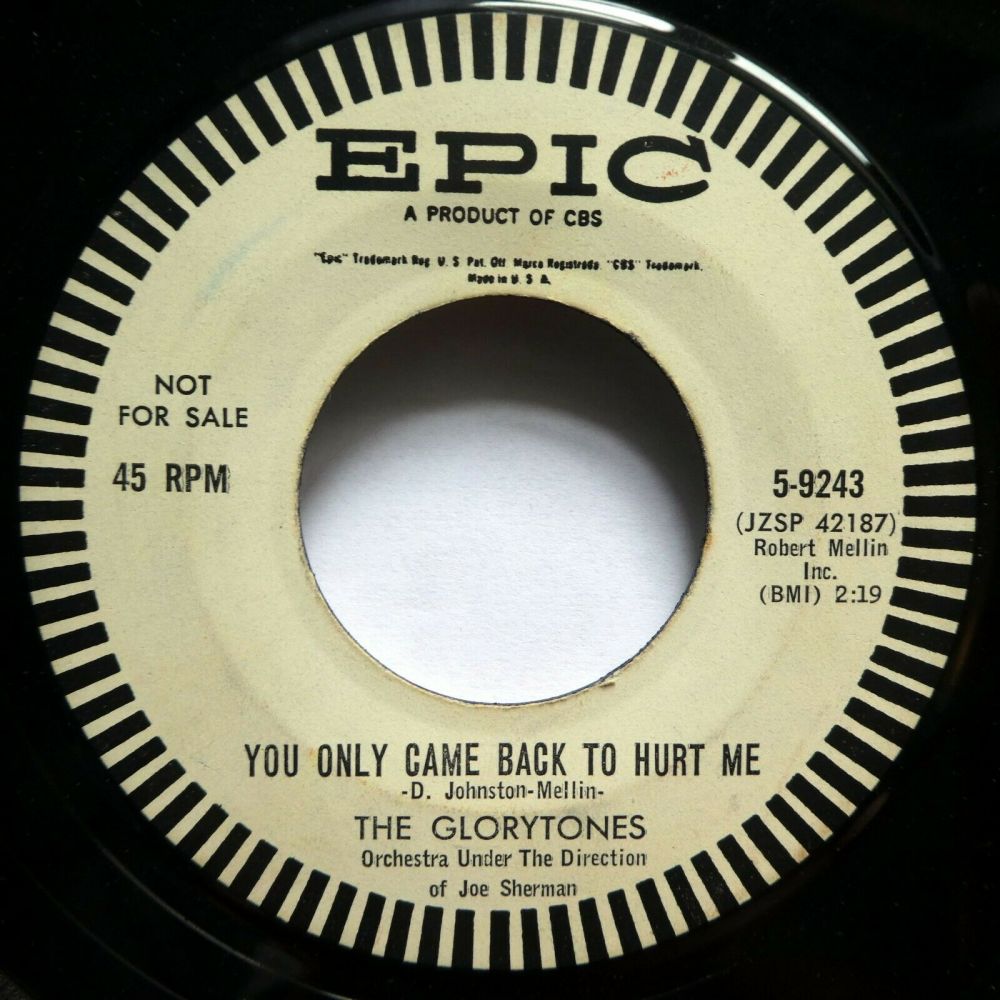 EPIC
A PRODUCT OF CBS
"Epic" Trademark Reg. U. S. Pat. Off. Marca Registrada. "CBS" Trademark.
Made in U. S. A.
NOT
FOR SALE
45 RPM
5-9243
(JZSP 42187)
Robert Mellin
Inc.
(BMI) 2:19
YOU ONLY CAME BACK TO HURT ME
-D. Johnston-Mellin-
THE GLORYTONES
Orchestra Under The Direction
of Joe Sherman